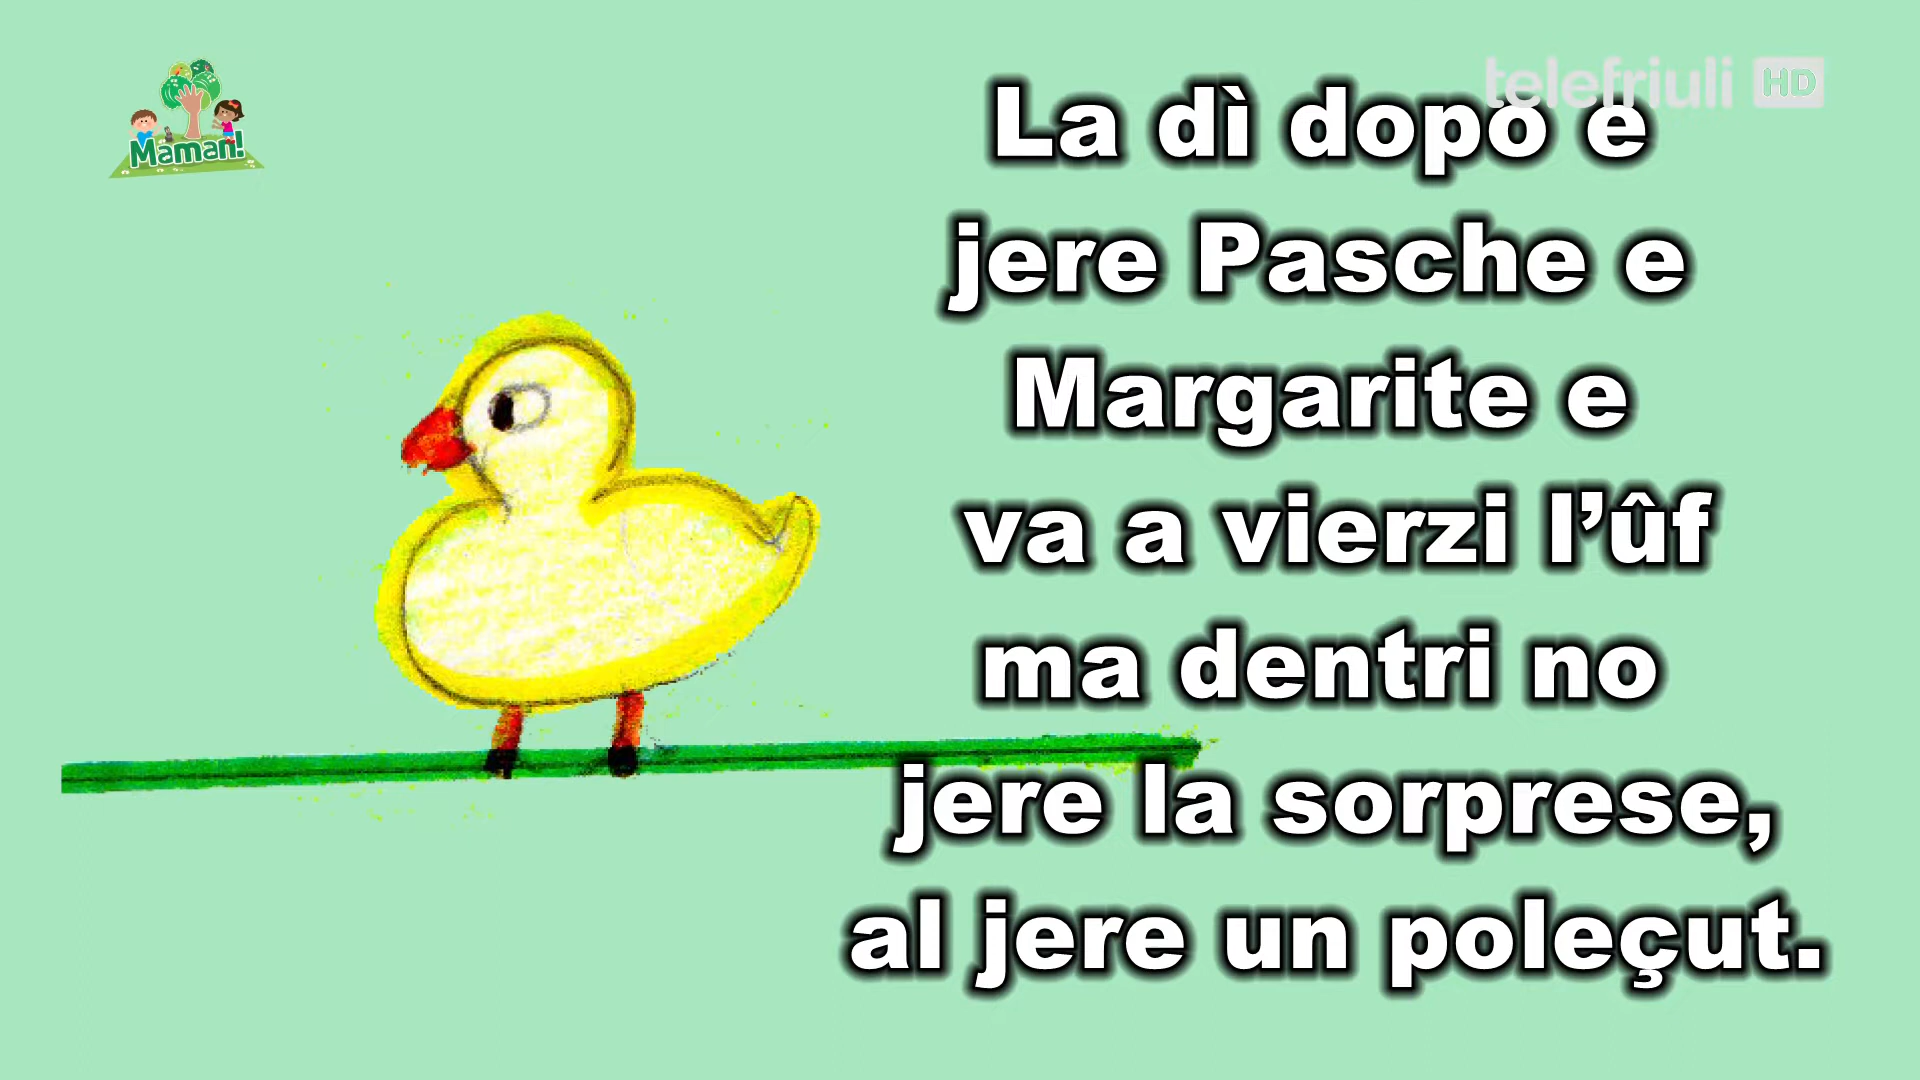 Maman!
telefriuli HD
La dì dopo e
jere Pasche e
Margarite e
va a vierzi l’ûf
ma dentri no
jere la sorprese,
al jere un poleçut.